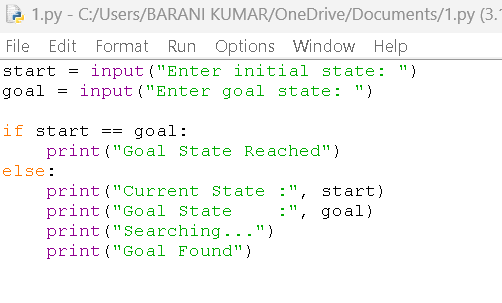 1.py - C:/Users/BARANI KUMAR/OneDrive/Documents/1.py (3.
File Edit Format Run Options Window Help
start = input("Enter initial state: ")
goal = input("Enter goal state: ")

if start == goal:
    print("Goal State Reached")
else:
    print("Current State :", start)
    print("Goal State    :", goal)
    print("Searching...")
    print("Goal Found")